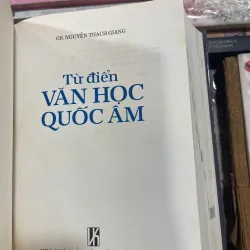 GS. NGUYỄN THẠCH GIANG
Từ điển
VĂN HỌC
QUỐC ÂM